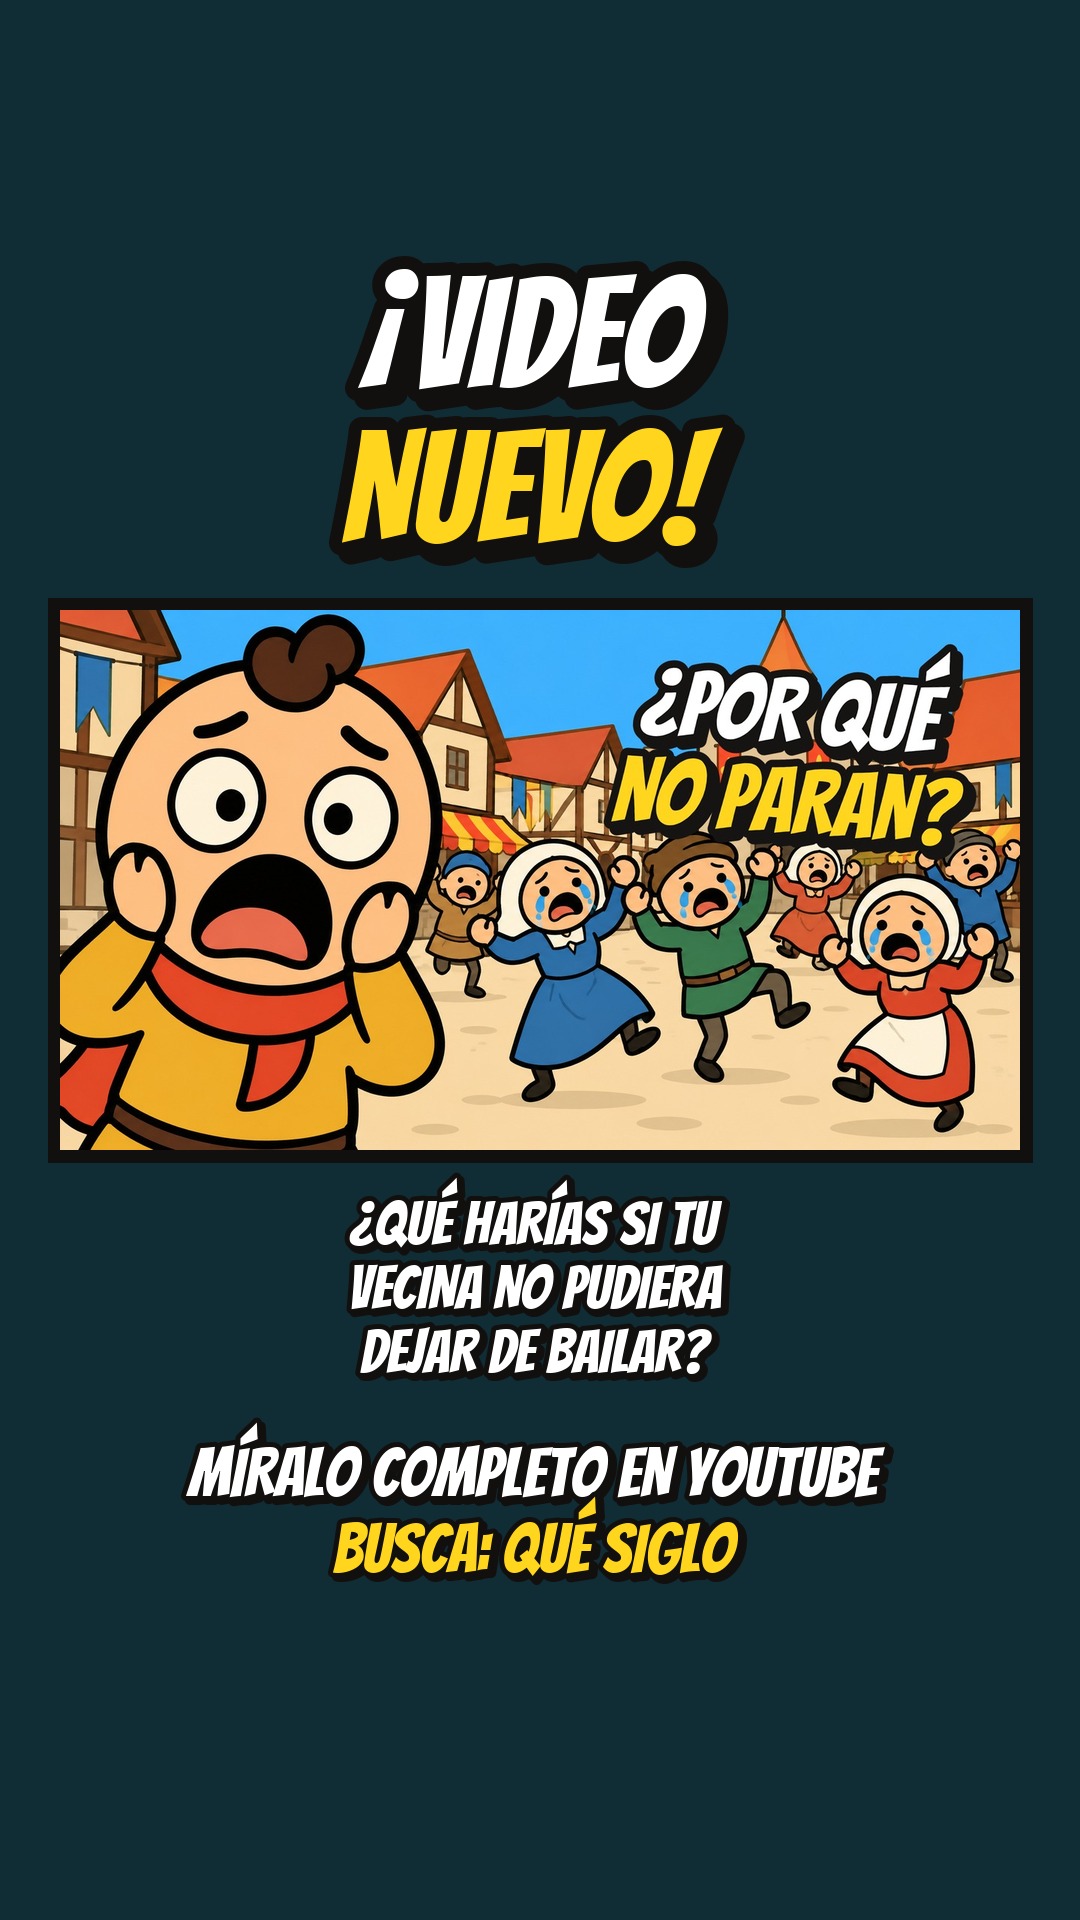 ¡VIDEO
NUEVO!
¿POR QUÉ
NO PARAN?
¿QUÉ HARÍAS SI TU
VECINA NO PUDIERA
DEJAR DE BAILAR?
MÍRALO COMPLETO EN YOUTUBE
BUSCA: QUÉ SIGLO